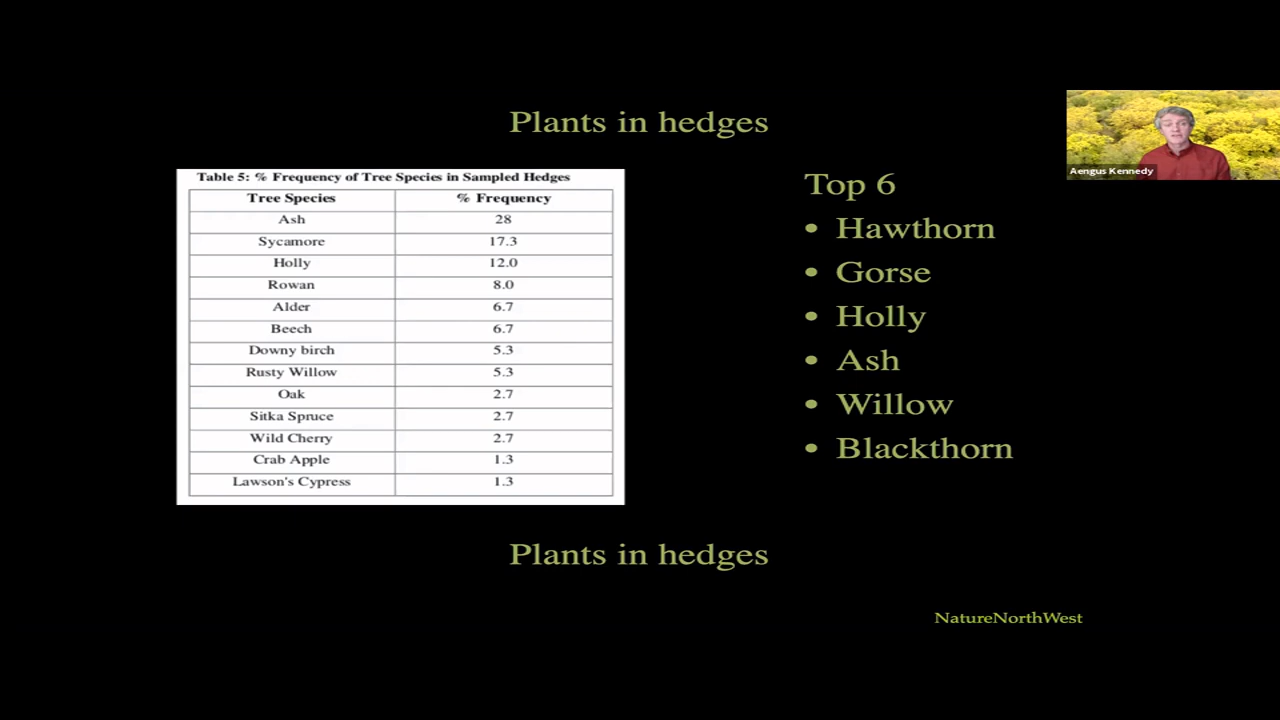 Plants in hedges
Aengus Kennedy
Table 5: % Frequency of Tree Species in Sampled Hedges
Tree Species % Frequency
Ash 28
Sycamore 17.3
Holly 12.0
Rowan 8.0
Alder 6.7
Beech 6.7
Downy birch 5.3
Rusty Willow 5.3
Oak 2.7
Sitka Spruce 2.7
Wild Cherry 2.7
Crab Apple 1.3
Lawson's Cypress 1.3
Top 6
• Hawthorn
• Gorse
• Holly
• Ash
• Willow
• Blackthorn
Plants in hedges
NatureNorthWest